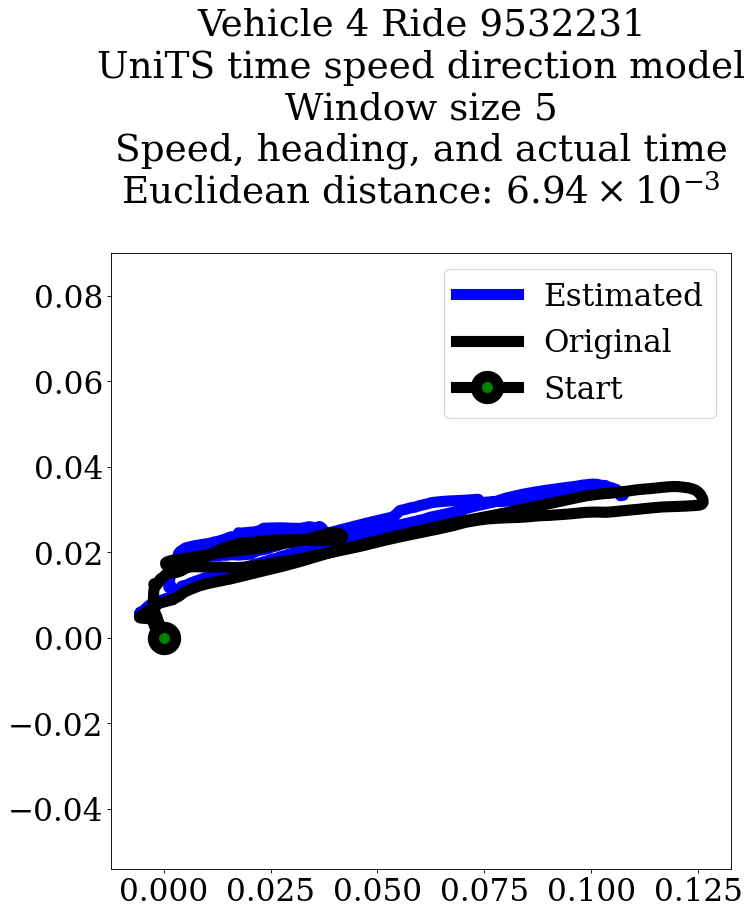 Vehicle 4 Ride 9532231
UniTS time speed direction model
Window size 5
Speed, heading, and actual time
Euclidean distance: 6.94 × 10⁻³
Estimated
Original
Start
0.08
0.06
0.04
0.02
0.00
−0.02
−0.04
0.000 0.025 0.050 0.075 0.100 0.125